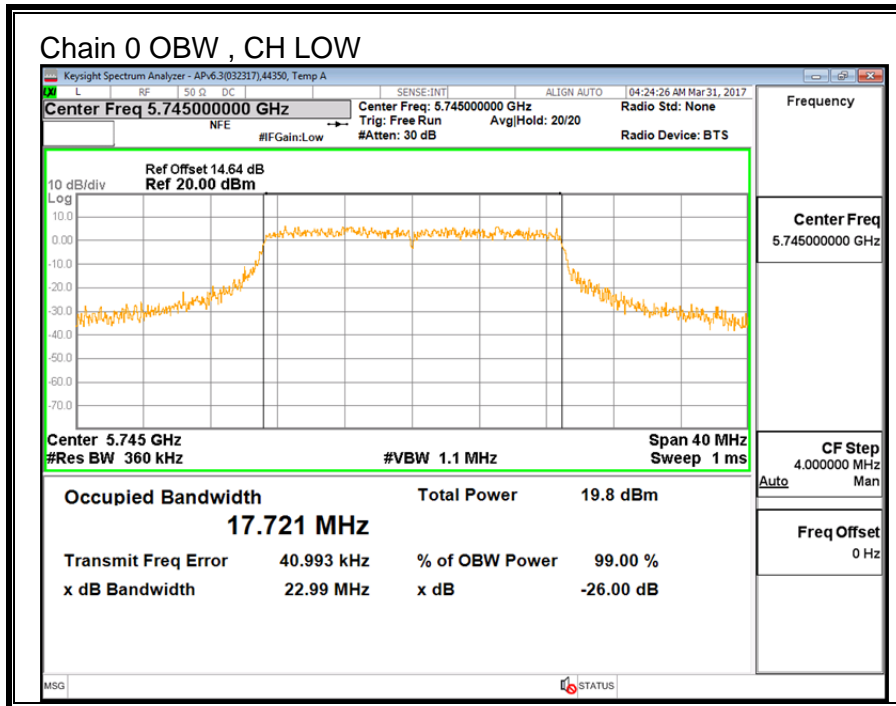 Chain 0 OBW , CH LOW
Keysight Spectrum Analyzer - APv6.3(032317),44350, Temp A
LXI L RF 50 Ω DC SENSE:INT ALIGN AUTO 04:24:26 AM Mar 31, 2017
Center Freq 5.745000000 GHz
NFE
#IFGain:Low
Center Freq: 5.745000000 GHz
Trig: Free Run Avg|Hold: 20/20
#Atten: 30 dB
Radio Std: None
Radio Device: BTS
Ref Offset 14.64 dB
10 dB/div Ref 20.00 dBm
Log
10.0
0.00
-10.0
-20.0
-30.0
-40.0
-50.0
-60.0
-70.0
Center 5.745 GHz Span 40 MHz
#Res BW 360 kHz #VBW 1.1 MHz Sweep 1 ms
Occupied Bandwidth Total Power 19.8 dBm
17.721 MHz
Transmit Freq Error 40.993 kHz % of OBW Power 99.00 %
x dB Bandwidth 22.99 MHz x dB -26.00 dB
Frequency
Center Freq
5.745000000 GHz
CF Step
4.000000 MHz
Auto Man
Freq Offset
0 Hz
MSG STATUS